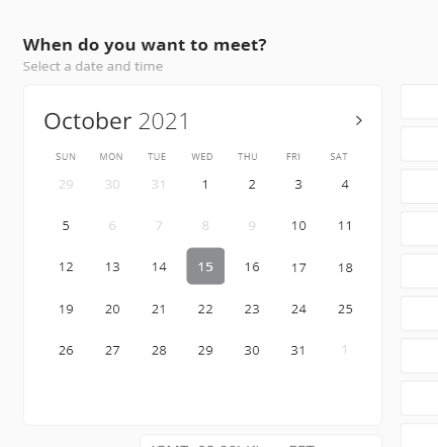 When do you want to meet?
Select a date and time
October 2021 >
SUN MON TUE WED THU FRI SAT
29 30 31 1 2 3 4
5 6 7 8 9 10 11
12 13 14 15 16 17 18
19 20 21 22 23 24 25
26 27 28 29 30 31 1